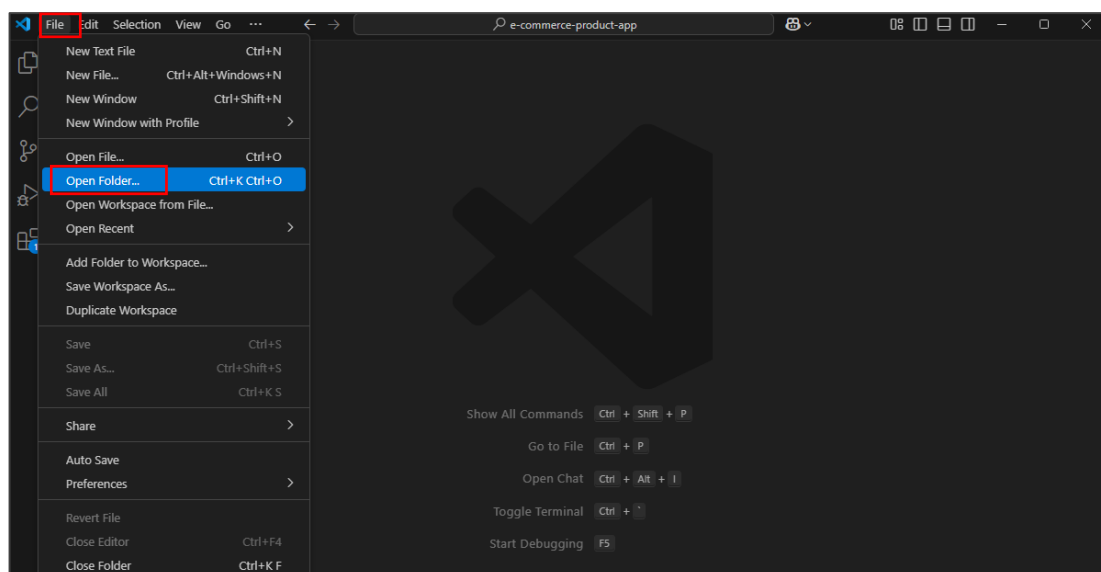 File Edit Selection View Go ··· e-commerce-product-app
New Text File Ctrl+N
New File... Ctrl+Alt+Windows+N
New Window Ctrl+Shift+N
New Window with Profile
Open File... Ctrl+O
Open Folder... Ctrl+K Ctrl+O
Open Workspace from File...
Open Recent
1
Add Folder to Workspace...
Save Workspace As...
Duplicate Workspace
Save Ctrl+S
Save As... Ctrl+Shift+S
Save All Ctrl+K S
Share
Auto Save
Preferences
Revert File
Close Editor Ctrl+F4
Close Folder Ctrl+K F
Show All Commands Ctrl + Shift + P
Go to File Ctrl + P
Open Chat Ctrl + Alt + I
Toggle Terminal Ctrl + `
Start Debugging F5